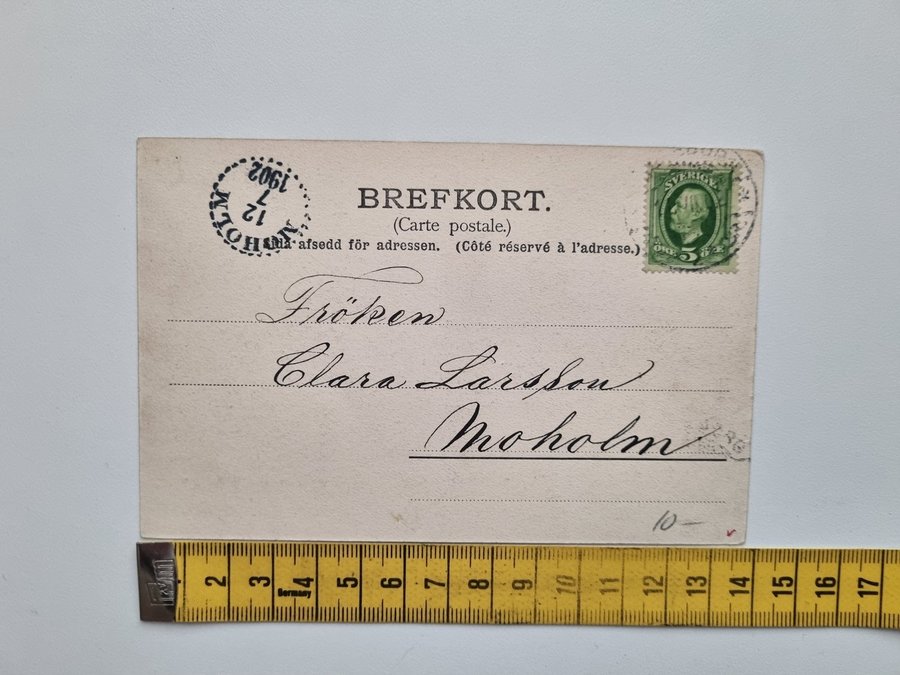 MOHOLM
12
7
1902
BREFKORT.
(Carte postale.)
afsedd för adressen. (Côté réservé à l'adresse.)
SVERIGE
5 ÖRE
Fröken
Clara Larsson
Moholm
10—
2 3 4 5 6 7 8 9 10 11 12 13 14 15 16 17
Germany